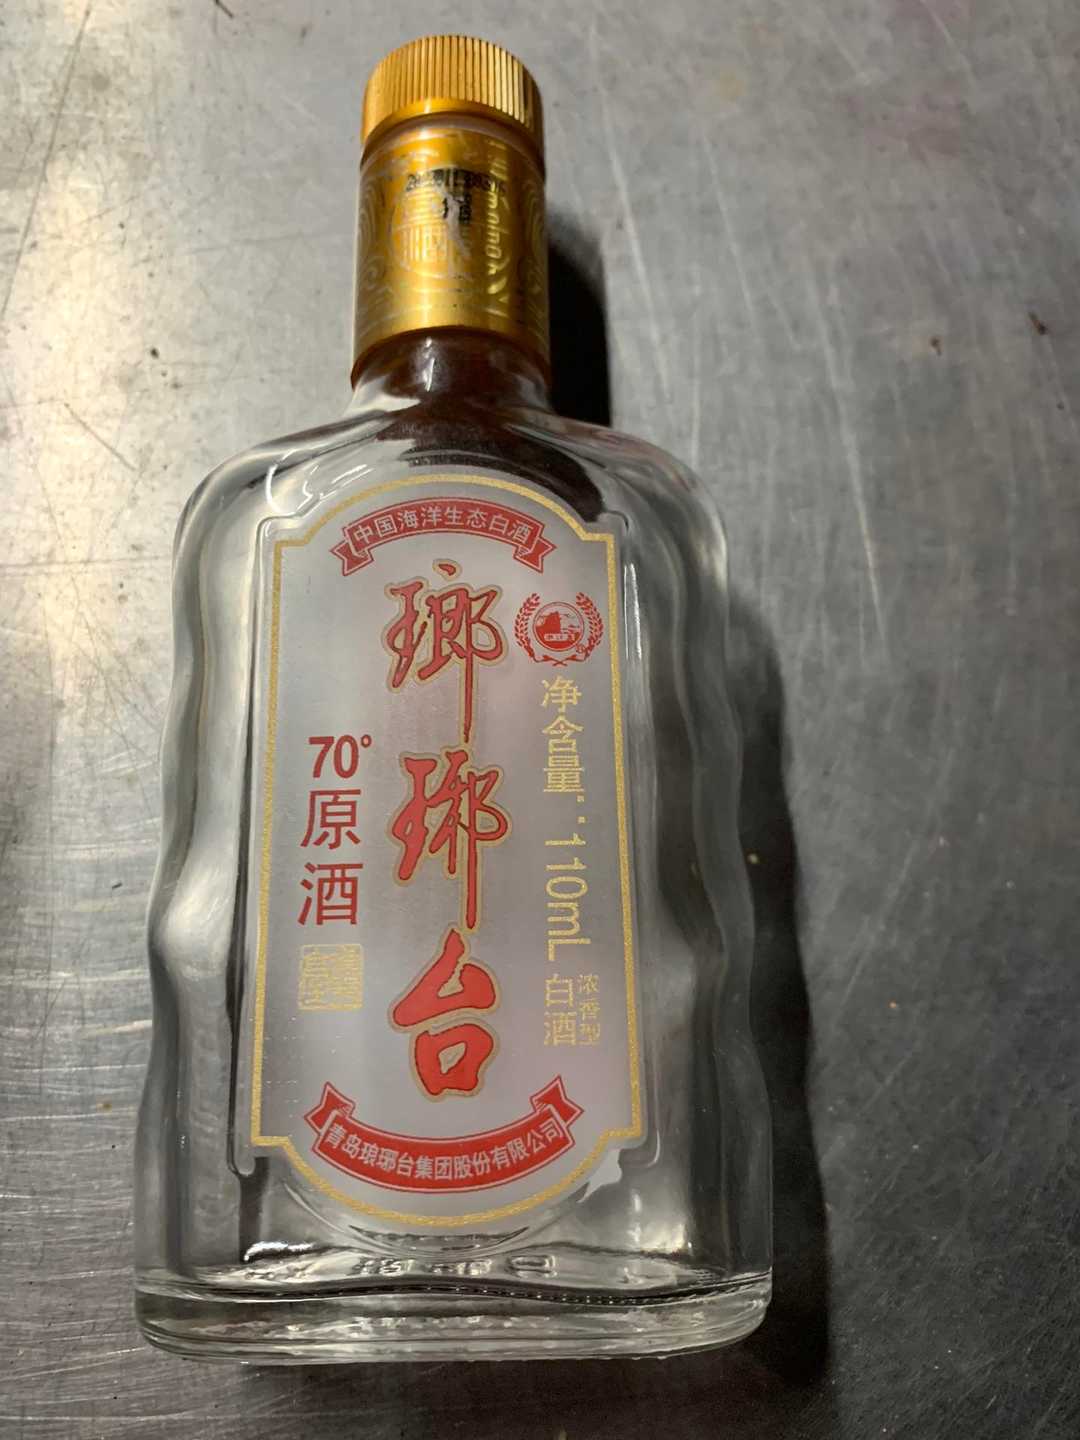 中国海洋生态白酒
瑯琊台
70°
原酒
净含量:110mL
浓香型
白酒
青岛琅琊台集团股份有限公司